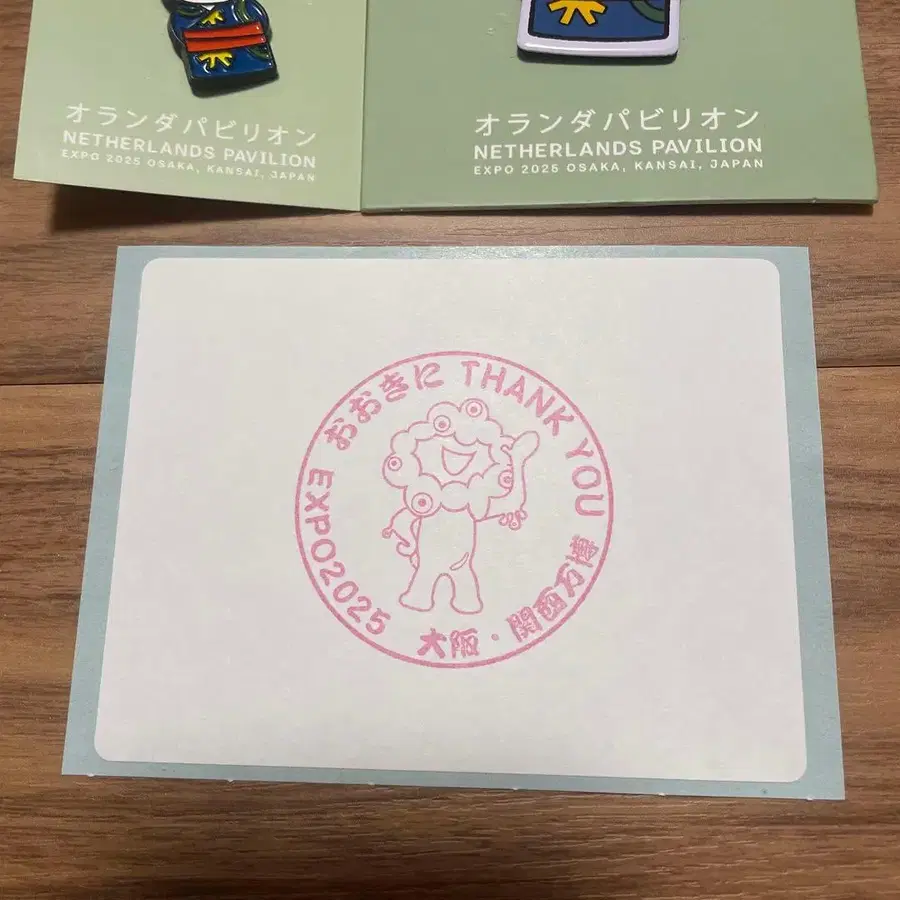 オランダパビリオン
NETHERLANDS PAVILION
EXPO 2025 OSAKA, KANSAI, JAPAN
オランダパビリオン
NETHERLANDS PAVILION
EXPO 2025 OSAKA, KANSAI, JAPAN
おおきに THANK YOU
EXPO2025
大阪・関西万博